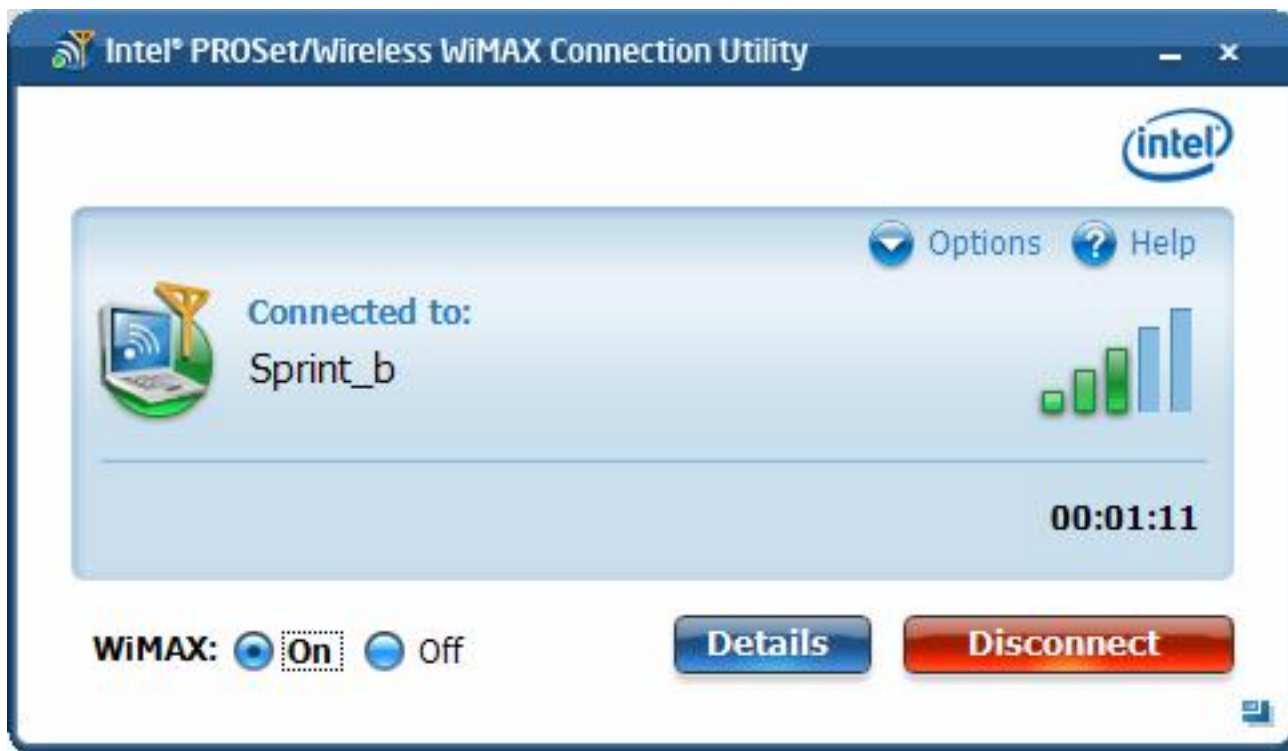 Intel® PROSet/Wireless WiMAX Connection Utility
intel
Options Help
Connected to:
Sprint_b
00:01:11
WiMAX: On Off Details Disconnect